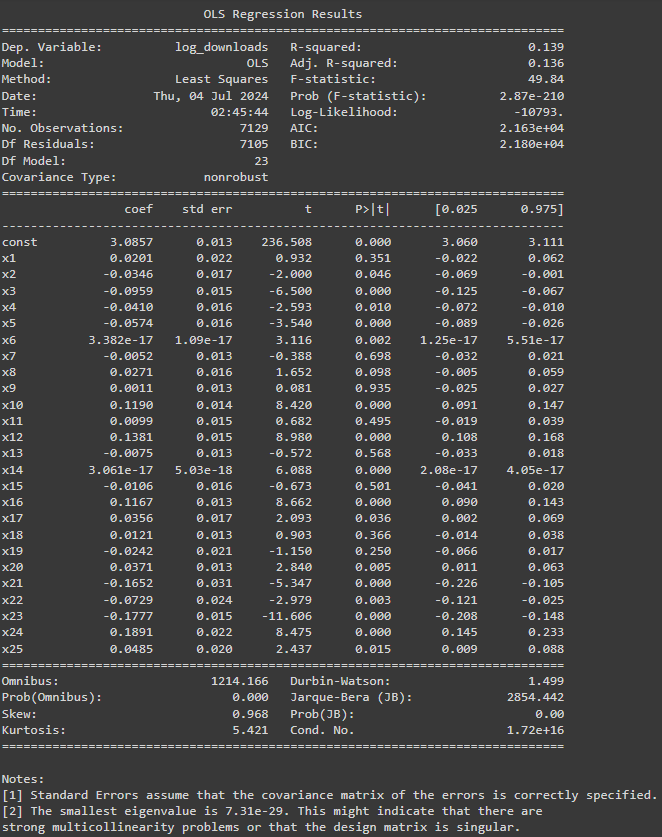 OLS Regression Results
==============================================================================
Dep. Variable: log_downloads R-squared: 0.139
Model: OLS Adj. R-squared: 0.136
Method: Least Squares F-statistic: 49.84
Date: Thu, 04 Jul 2024 Prob (F-statistic): 2.87e-210
Time: 02:45:44 Log-Likelihood: -10793.
No. Observations: 7129 AIC: 2.163e+04
Df Residuals: 7105 BIC: 2.180e+04
Df Model: 23
Covariance Type: nonrobust
==============================================================================
coef std err t P>|t| [0.025 0.975]
------------------------------------------------------------------------------
const 3.0857 0.013 236.508 0.000 3.060 3.111
x1 0.0201 0.022 0.932 0.351 -0.022 0.062
x2 -0.0346 0.017 -2.000 0.046 -0.069 -0.001
x3 -0.0959 0.015 -6.500 0.000 -0.125 -0.067
x4 -0.0410 0.016 -2.593 0.010 -0.072 -0.010
x5 -0.0574 0.016 -3.540 0.000 -0.089 -0.026
x6 3.382e-17 1.09e-17 3.116 0.002 1.25e-17 5.51e-17
x7 -0.0052 0.013 -0.388 0.698 -0.032 0.021
x8 0.0271 0.016 1.652 0.098 -0.005 0.059
x9 0.0011 0.013 0.081 0.935 -0.025 0.027
x10 0.1190 0.014 8.420 0.000 0.091 0.147
x11 0.0099 0.015 0.682 0.495 -0.019 0.039
x12 0.1381 0.015 8.980 0.000 0.108 0.168
x13 -0.0075 0.013 -0.572 0.568 -0.033 0.018
x14 3.061e-17 5.03e-18 6.088 0.000 2.08e-17 4.05e-17
x15 -0.0106 0.016 -0.673 0.501 -0.041 0.020
x16 0.1167 0.013 8.662 0.000 0.090 0.143
x17 0.0356 0.017 2.093 0.036 0.002 0.069
x18 0.0121 0.013 0.903 0.366 -0.014 0.038
x19 -0.0242 0.021 -1.150 0.250 -0.066 0.017
x20 0.0371 0.013 2.840 0.005 0.011 0.063
x21 -0.1652 0.031 -5.347 0.000 -0.226 -0.105
x22 -0.0729 0.024 -2.979 0.003 -0.121 -0.025
x23 -0.1777 0.015 -11.606 0.000 -0.208 -0.148
x24 0.1891 0.022 8.475 0.000 0.145 0.233
x25 0.0485 0.020 2.437 0.015 0.009 0.088
==============================================================================
Omnibus: 1214.166 Durbin-Watson: 1.499
Prob(Omnibus): 0.000 Jarque-Bera (JB): 2854.442
Skew: 0.968 Prob(JB): 0.00
Kurtosis: 5.421 Cond. No. 1.72e+16
==============================================================================
Notes:
[1] Standard Errors assume that the covariance matrix of the errors is correctly specified.
[2] The smallest eigenvalue is 7.31e-29. This might indicate that there are
strong multicollinearity problems or that the design matrix is singular.